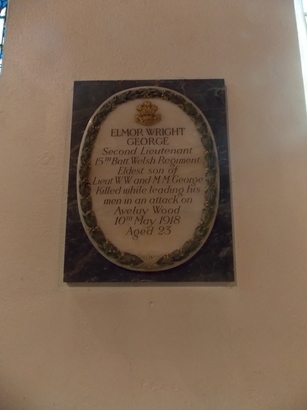 ELMOR WRIGHT
GEORGE
Second Lieutenant
15TH Batt. Welsh Regiment
Eldest son of
Lieut W.W. and M.M. George
Killed while leading his
men in an attack on
Aveluy Wood
10TH May 1918
Aged 23